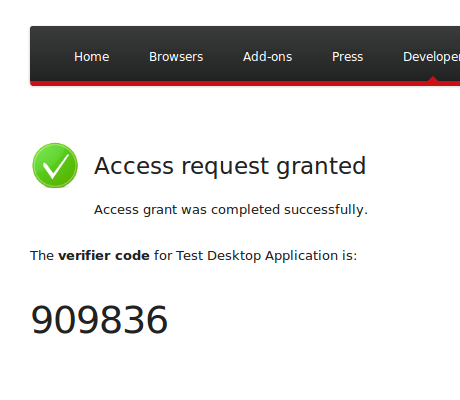 Home Browsers Add-ons Press
Access request granted
Access grant was completed successfully.
The verifier code for Test Desktop Application is:
909836